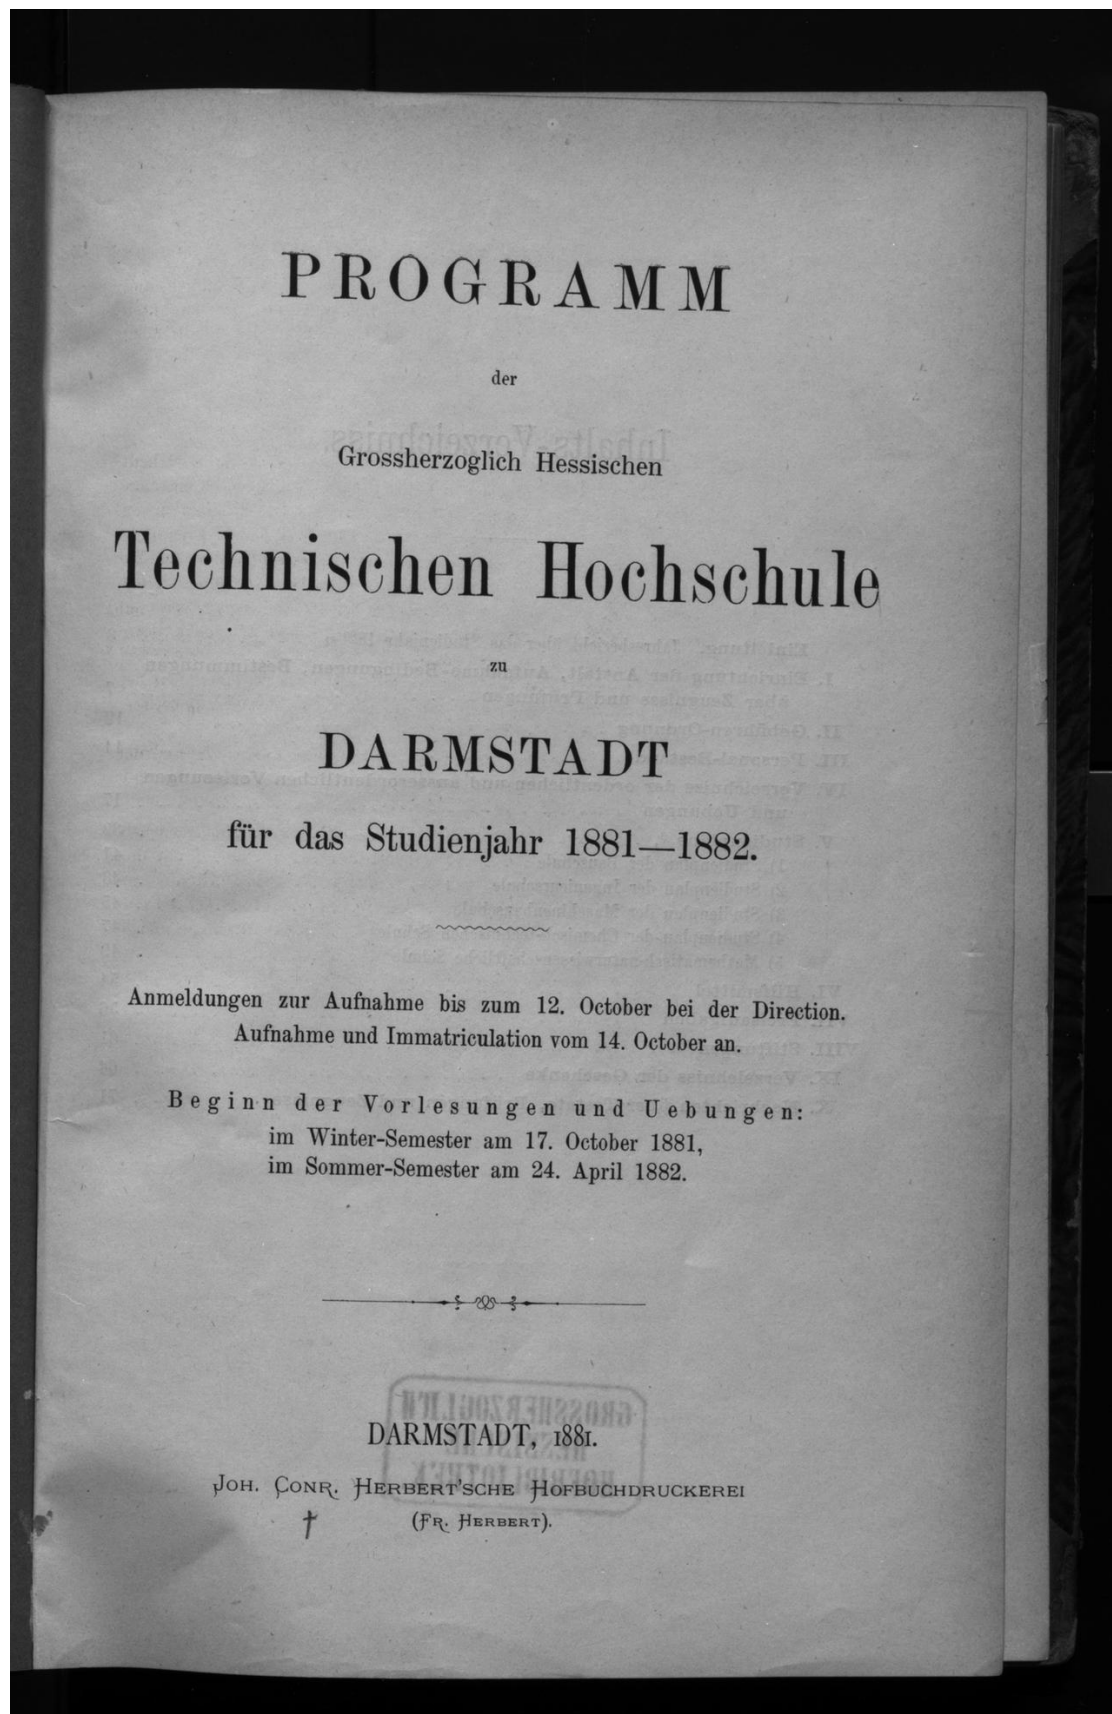 PROGRAMM
der
Grossherzoglich Hessischen
Technischen Hochschule
zu
DARMSTADT
für das Studienjahr 1881—1882.
Anmeldungen zur Aufnahme bis zum 12. October bei der Direction.
Aufnahme und Immatriculation vom 14. October an.
Beginn der Vorlesungen und Uebungen:
im Winter-Semester am 17. October 1881,
im Sommer-Semester am 24. April 1882.
GROSSHERZOGLICH
HESSISCHE
HOFBIBLIOTHEK
DARMSTADT, 1881.
JOH. CONR. HERBERT'SCHE HOFBUCHDRUCKEREI
(FR. HERBERT).